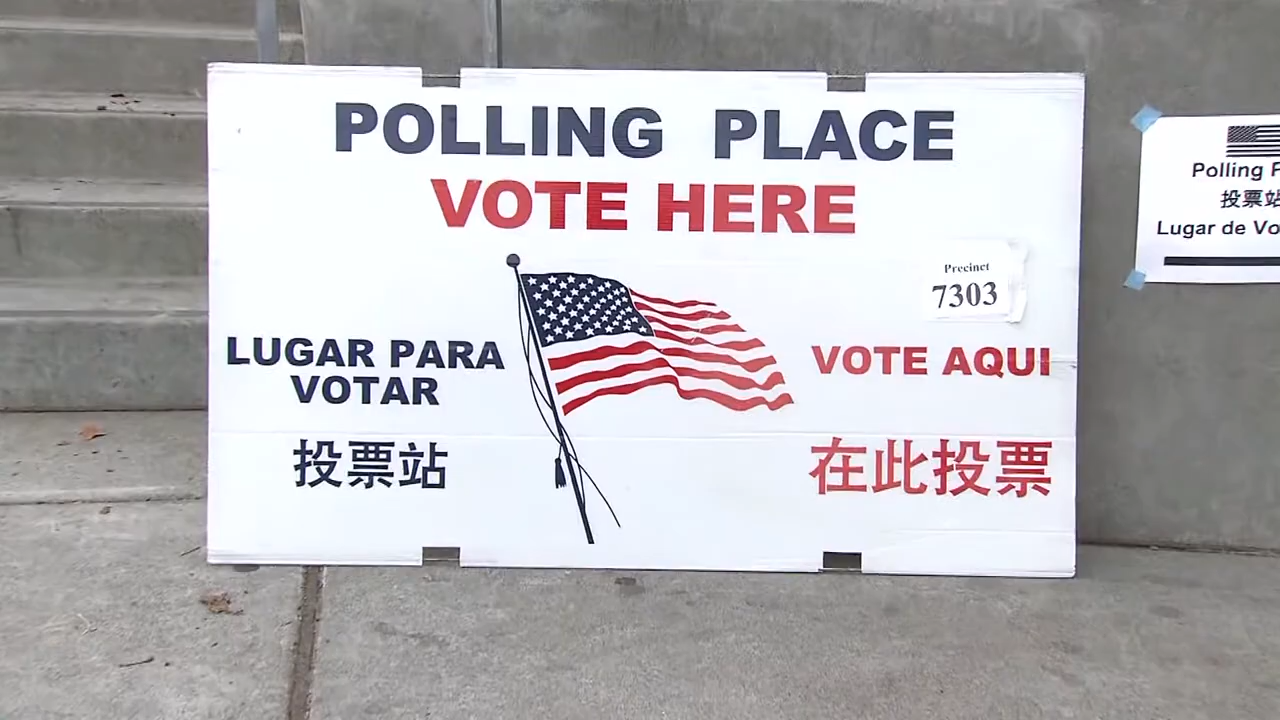 POLLING PLACE
VOTE HERE
Precinct
7303
LUGAR PARA
VOTAR
VOTE AQUI
投票站
在此投票
Polling
投票站
Lugar de